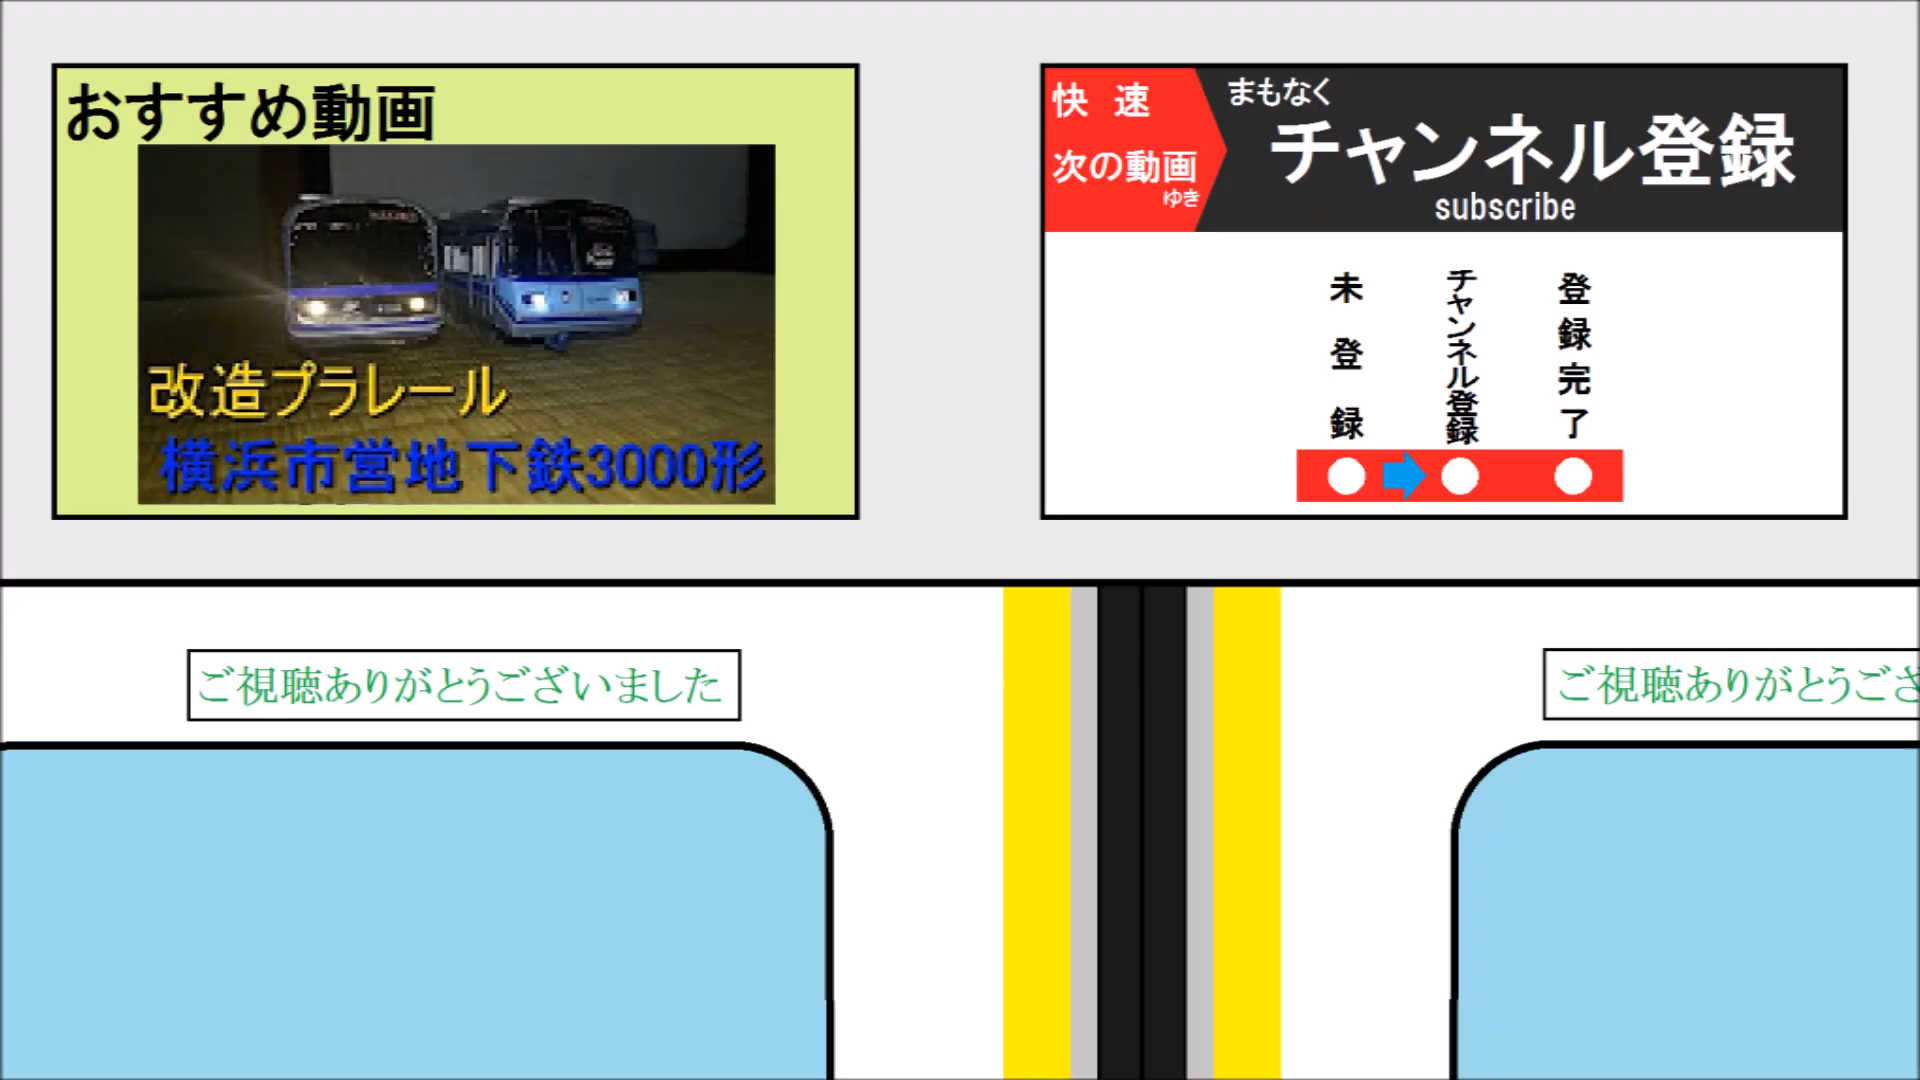 おすすめ動画
改造プラレール
横浜市営地下鉄3000形
快 速
次の動画
ゆき
まもなく
チャンネル登録
subscribe
未登録
チャンネル登録
登録完了
ご視聴ありがとうございました
ご視聴ありがとうござ